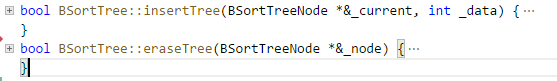 bool BSortTree::insertTree(BSortTreeNode *&_current, int _data) {...
}
bool BSortTree::eraseTree(BSortTreeNode *&_node) {...
}